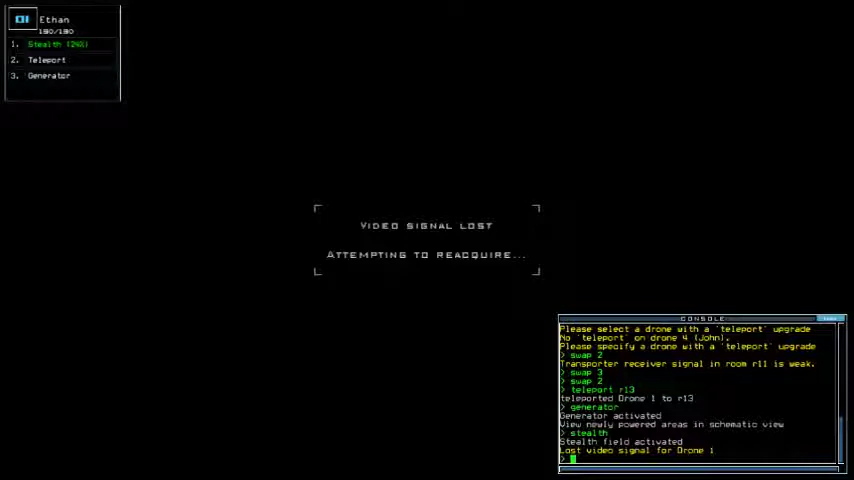 Ethan
190/190
1. Stealth (24%)
2. Teleport
3. Generator
Video signal lost
Attempting to reacquire...
CONSOLE
Please select a drone with a 'teleport' upgrade
No 'teleport' on drone 4 (John).
Please specify a drone with a 'teleport' upgrade
> swap 2
Transporter receiver signal in room r11 is weak.
> swap 3
> swap 2
> teleport r13
teleported Drone 1 to r13
> generator
Generator activated
View newly powered areas in schematic view
> stealth
Stealth field activated
Lost video signal for Drone 1
>